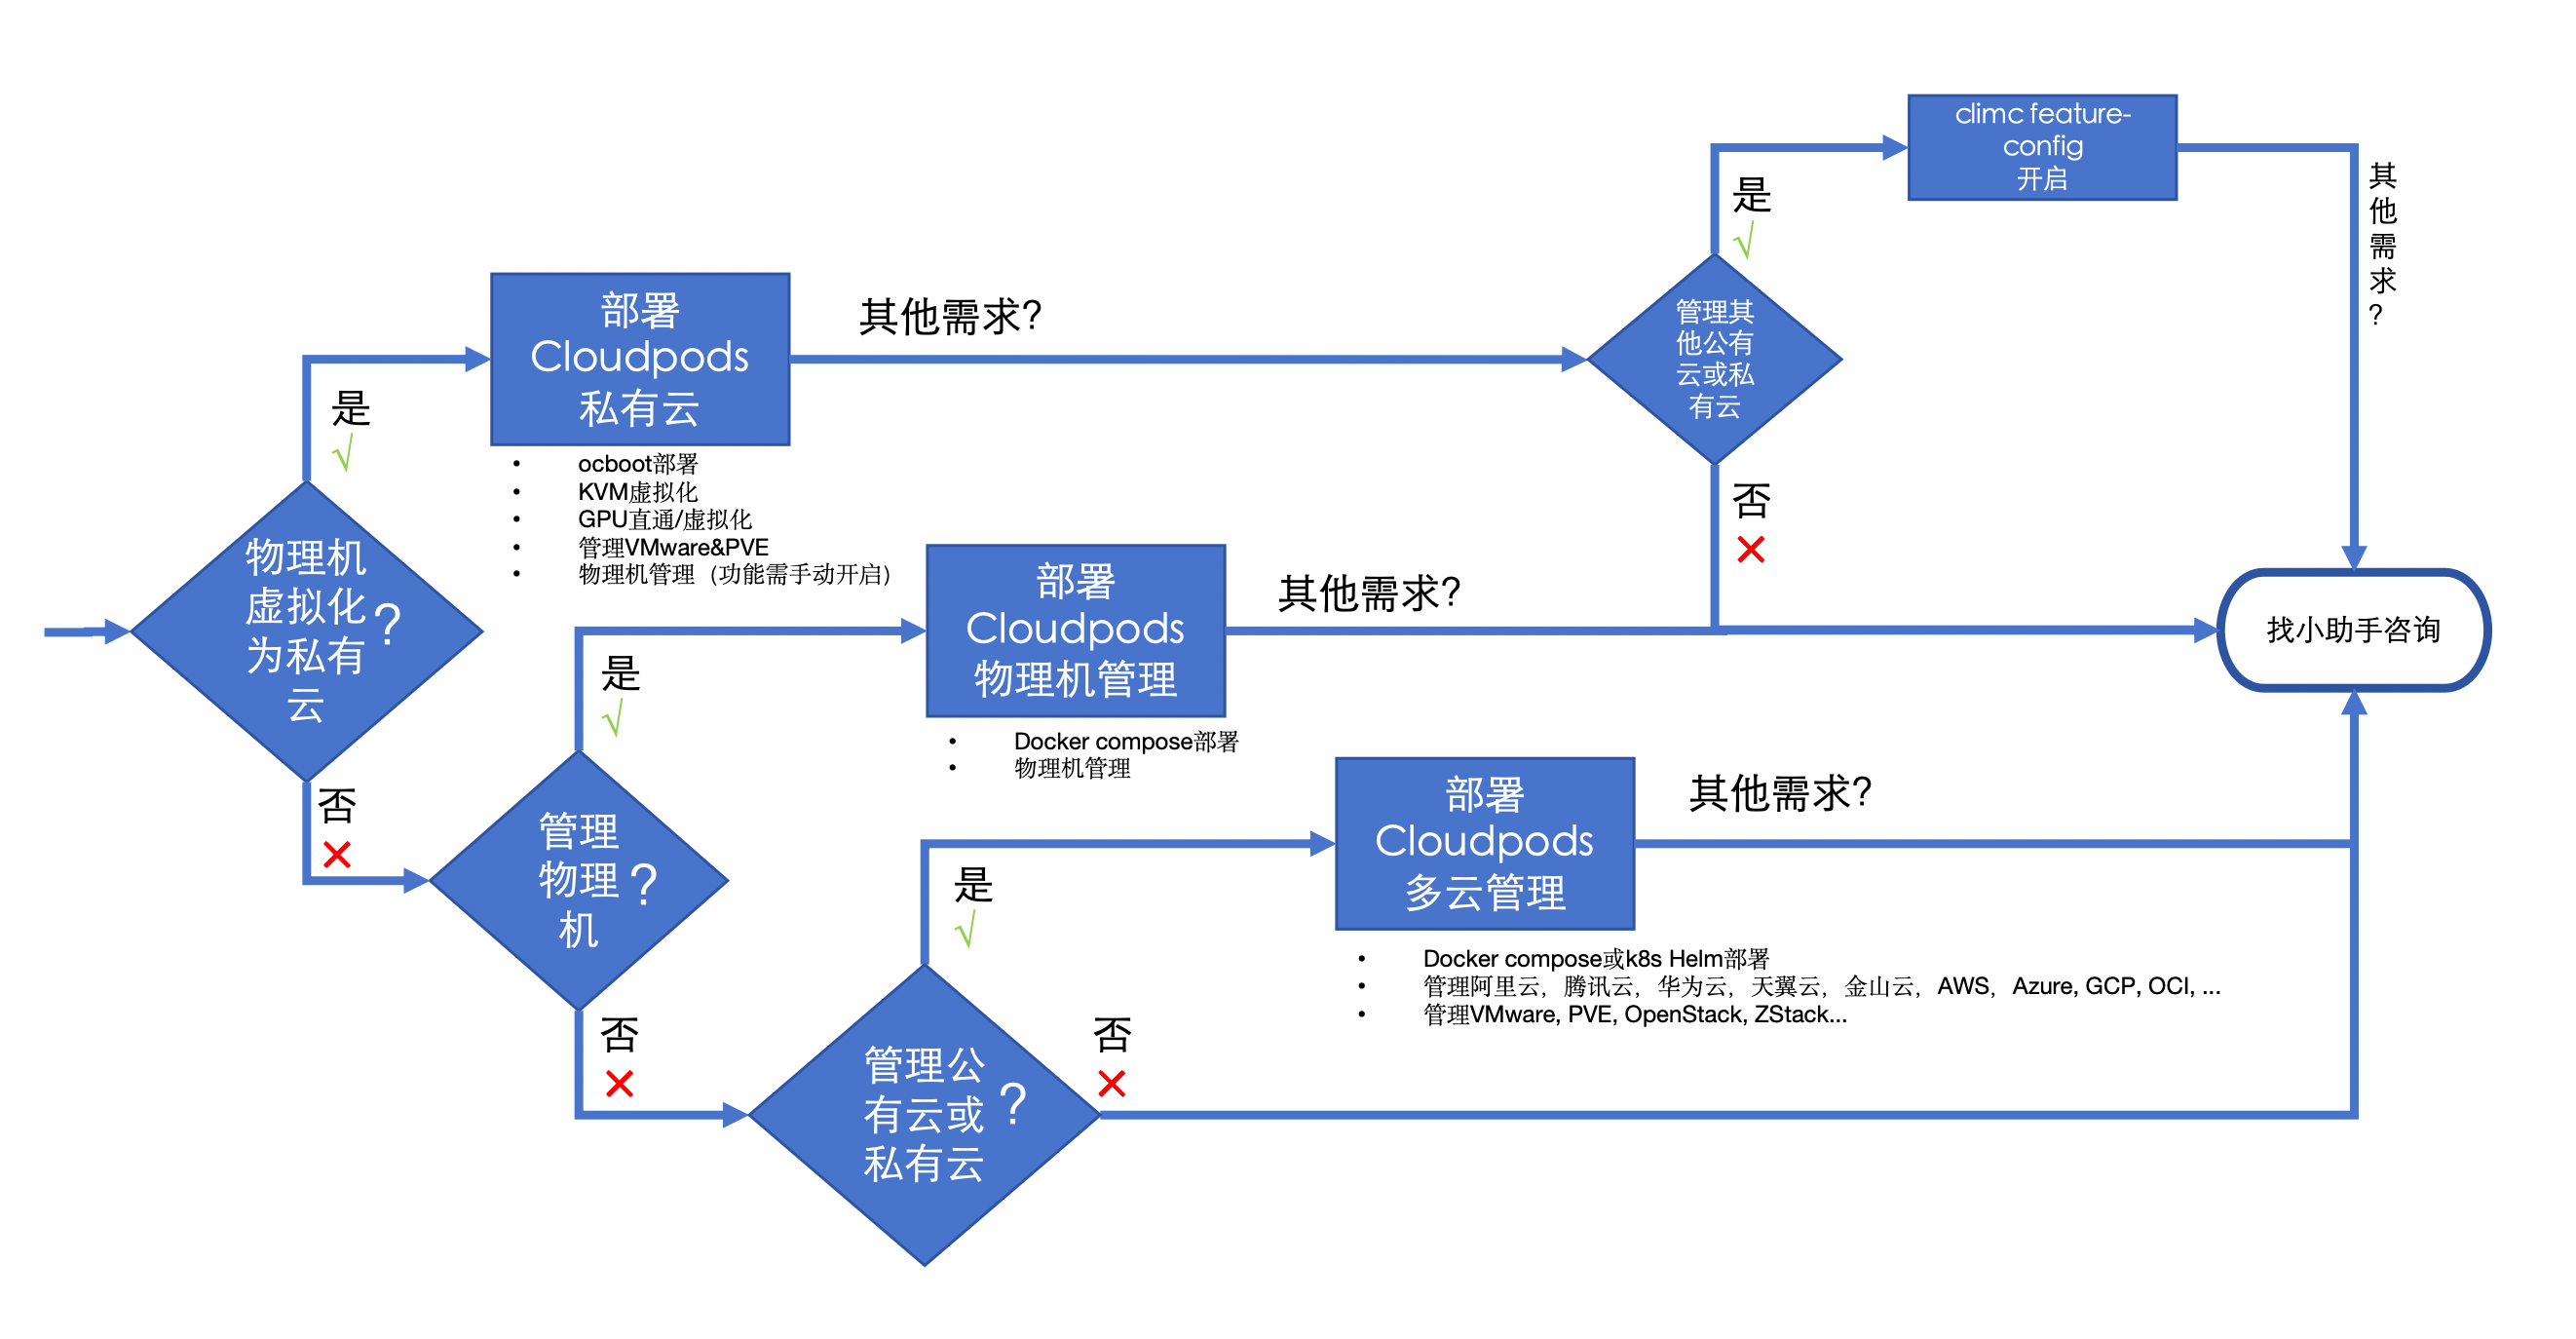 climc feature-
config
开启
其
他
需
求
?
是
√
部署
Cloudpods
私有云
其他需求?
管理其
他公有
云或私
有云
是
√
ocboot部署
KVM虚拟化
GPU直通/虚拟化
管理VMware&PVE
物理机管理（功能需手动开启）
否
物理机
虚拟化
为私有
云
?
部署
Cloudpods
物理机管理
其他需求?
找小助手咨询
是
√
Docker compose部署
物理机管理
否
管理
物理
机
?
部署
Cloudpods
多云管理
其他需求?
是
√
Docker compose或k8s Helm部署
管理阿里云，腾讯云，华为云，天翼云，金山云，AWS，Azure, GCP, OCI, ...
管理VMware, PVE, OpenStack, ZStack...
否
管理公
有云或
私有云
?
否